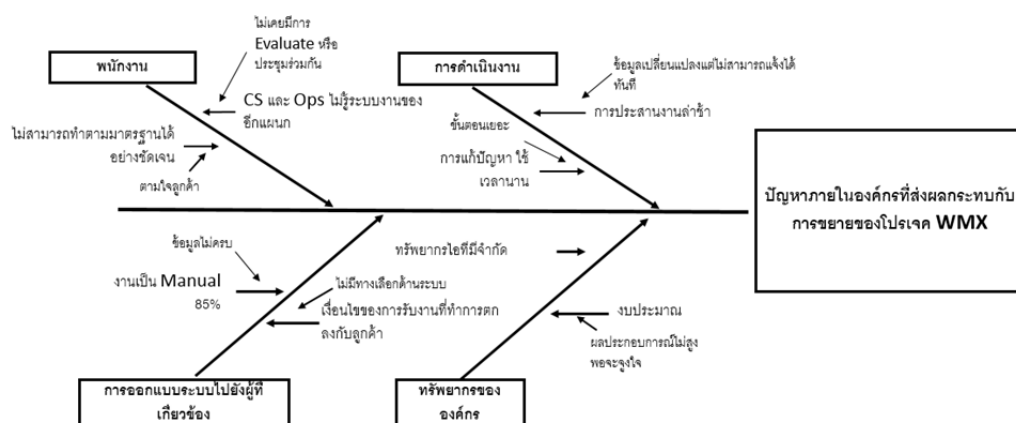 ไม่เคยมีการ
Evaluate หรือ
ประชุมร่วมกัน
พนักงาน
CS และ Ops ไม่รู้ระบบงานของ
อีกแผนก
ไม่สามารถทำตามมาตรฐานได้
อย่างชัดเจน
ตามใจลูกค้า
การดำเนินงาน
ข้อมูลเปลี่ยนแปลงแต่ไม่สามารถแจ้งได้
ทันที
การประสานงานล่าช้า
ขั้นตอนเยอะ
การแก้ปัญหา ใช้
เวลานาน
ปัญหาภายในองค์กรที่ส่งผลกระทบกับ
การขยายของโปรเจค WMX
ข้อมูลไม่ครบ
งานเป็น Manual
85%
ไม่มีทางเลือกด้านระบบ
เงื่อนไขของการรับงานที่ทำการตก
ลงกับลูกค้า
การออกแบบระบบไปยังผู้ที่
เกี่ยวข้อง
ทรัพยากรไอทีมีจำกัด
งบประมาณ
ผลประกอบการณ์ไม่สูง
พอจะจูงใจ
ทรัพยากรของ
องค์กร